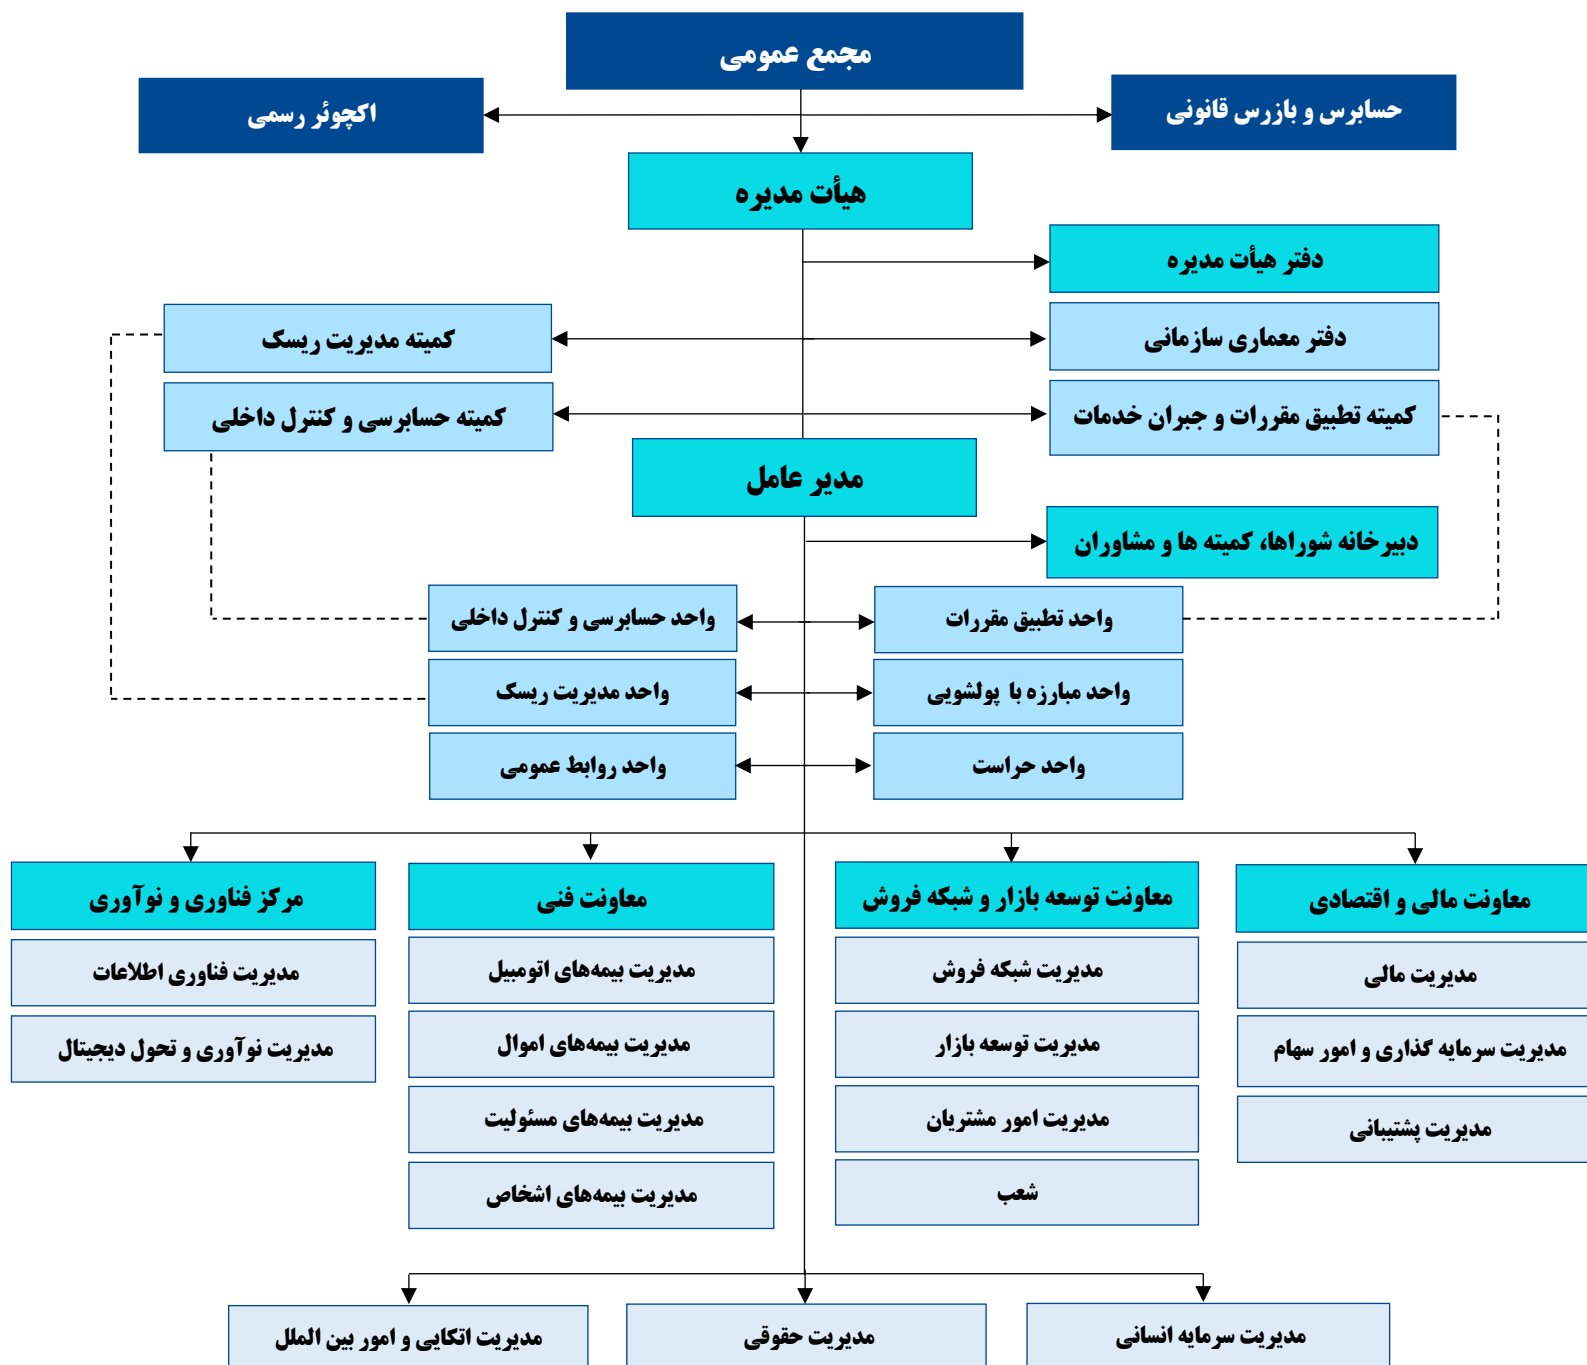 مجمع عمومی
حسابرس و بازرس قانونی
اکچوئر رسمی
هیأت مدیره
دفتر هیأت مدیره
دفتر معماری سازمانی
کمیته مدیریت ریسک
کمیته تطبیق مقررات و جبران خدمات
کمیته حسابرسی و کنترل داخلی
مدیر عامل
دبیرخانه شوراها، کمیته ها و مشاوران
واحد تطبیق مقررات
واحد حسابرسی و کنترل داخلی
واحد مبارزه با پولشویی
واحد مدیریت ریسک
واحد حراست
واحد روابط عمومی
معاونت مالی و اقتصادی
مدیریت مالی
مدیریت سرمایه گذاری و امور سهام
مدیریت پشتیبانی
معاونت توسعه بازار و شبکه فروش
مدیریت شبکه فروش
مدیریت توسعه بازار
مدیریت امور مشتریان
شعب
معاونت فنی
مدیریت بیمه‌های اتومبیل
مدیریت بیمه‌های اموال
مدیریت بیمه‌های مسئولیت
مدیریت بیمه‌های اشخاص
مرکز فناوری و نوآوری
مدیریت فناوری اطلاعات
مدیریت نوآوری و تحول دیجیتال
مدیریت سرمایه انسانی
مدیریت حقوقی
مدیریت اتکایی و امور بین الملل